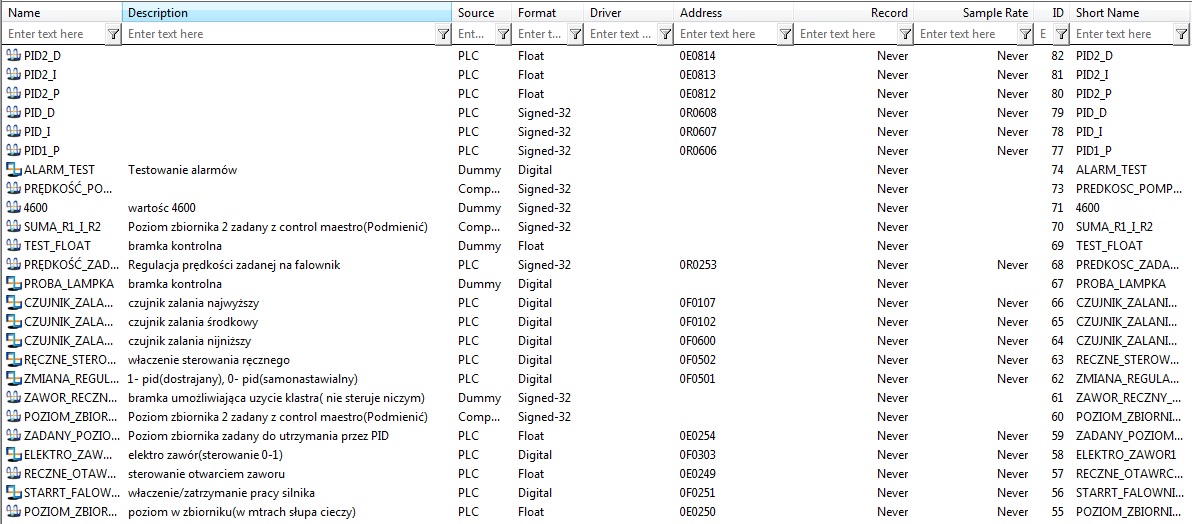 Name Description Source Format Driver Address Record Sample Rate ID Short Name
Enter text here Enter text here Ent... Enter t... Enter text ... Enter text here Enter text here Enter text here E Enter text here
PID2_D PLC Float 0E0814 Never Never 82 PID2_D
PID2_I PLC Float 0E0813 Never Never 81 PID2_I
PID2_P PLC Float 0E0812 Never Never 80 PID2_P
PID_D PLC Signed-32 0R0608 Never Never 79 PID_D
PID_I PLC Signed-32 0R0607 Never Never 78 PID_I
PID1_P PLC Signed-32 0R0606 Never Never 77 PID1_P
ALARM_TEST Testowanie alarmów Dummy Digital Never 74 ALARM_TEST
PRĘDKOŚĆ_PO... Comp... Signed-32 Never 73 PREDKOSC_POMP...
4600 wartośc 4600 Dummy Signed-32 Never 71 4600
SUMA_R1_I_R2 Poziom zbiornika 2 zadany z control maestro(Podmienić) Comp... Signed-32 Never 70 SUMA_R1_I_R2
TEST_FLOAT bramka kontrolna Dummy Float Never 69 TEST_FLOAT
PRĘDKOŚĆ_ZAD... Regulacja prędkości zadanej na falownik PLC Signed-32 0R0253 Never Never 68 PREDKOSC_ZADA...
PROBA_LAMPKA bramka kontrolna Dummy Digital Never 67 PROBA_LAMPKA
CZUJNIK_ZALA... czujnik zalania najwyższy PLC Digital 0F0107 Never Never 66 CZUJNIK_ZALANI...
CZUJNIK_ZALA... czujnik zalania środkowy PLC Digital 0F0102 Never Never 65 CZUJNIK_ZALANI...
CZUJNIK_ZALA... czujnik zalania nijniższy PLC Digital 0F0600 Never Never 64 CZUJNIK_ZALANI...
RĘCZNE_STERO... właczenie sterowania ręcznego PLC Digital 0F0502 Never Never 63 RECZNE_STEROW...
ZMIANA_REGUL... 1- pid(dostrajany), 0- pid(samonastawialny) PLC Digital 0F0501 Never Never 62 ZMIANA_REGULA...
ZAWOR_RECZN... bramka umożliwiająca uzycie klastra( nie steruje niczym) Dummy Signed-32 Never 61 ZAWOR_RECZNY_...
POZIOM_ZBIOR... Poziom zbiornika 2 zadany z control maestro(Podmienić) Comp... Signed-32 Never 60 POZIOM_ZBIORNI...
ZADANY_POZIO... Poziom zbiornika zadany do utrzymania przez PID PLC Float 0E0254 Never Never 59 ZADANY_POZIOM...
ELEKTRO_ZAW... elektro zawór(sterowanie 0-1) PLC Digital 0F0303 Never Never 58 ELEKTRO_ZAWOR1
RECZNE_OTAW... sterowanie otwarciem zaworu PLC Float 0E0249 Never Never 57 RECZNE_OTAWRC...
STARRT_FALOW... właczenie/zatrzymanie pracy silnika PLC Digital 0F0251 Never Never 56 STARRT_FALOWNI...
POZIOM_ZBIOR... poziom w zbiorniku(w mtrach słupa cieczy) PLC Float 0E0250 Never Never 55 POZIOM_ZBIORNI...